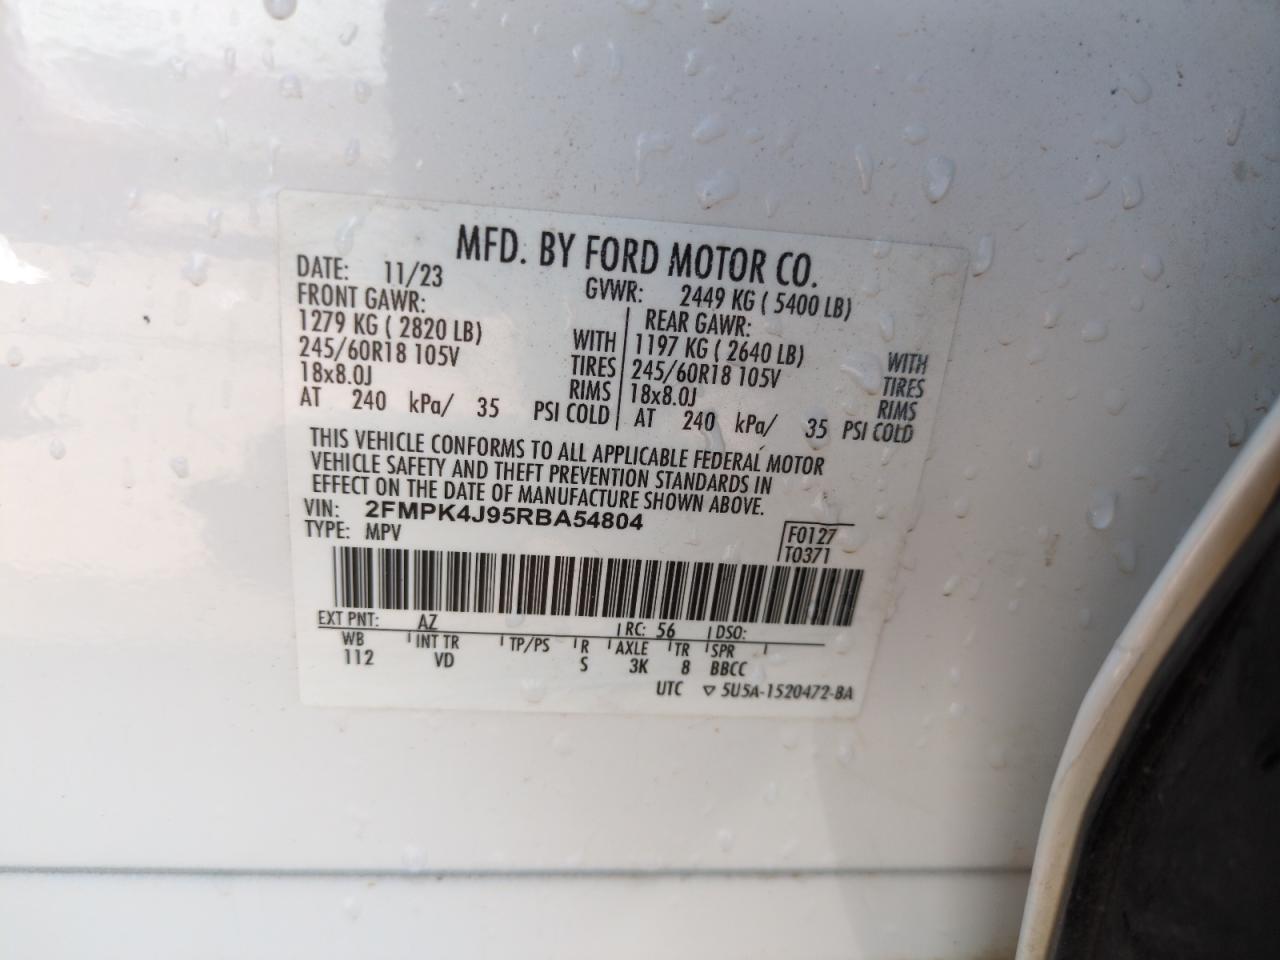 MFD. BY FORD MOTOR CO.
DATE: 11/23 GVWR: 2449 KG ( 5400 LB)
FRONT GAWR: REAR GAWR:
1279 KG ( 2820 LB) WITH 1197 KG ( 2640 LB) WITH
245/60R18 105V TIRES 245/60R18 105V TIRES
18x8.0J RIMS 18x8.0J RIMS
AT 240 kPa/ 35 PSI COLD AT 240 kPa/ 35 PSI COLD
THIS VEHICLE CONFORMS TO ALL APPLICABLE FEDERAL MOTOR
VEHICLE SAFETY AND THEFT PREVENTION STANDARDS IN
EFFECT ON THE DATE OF MANUFACTURE SHOWN ABOVE.
VIN: 2FMPK4J95RBA54804
TYPE: MPV F0127
T0371
EXT PNT: AZ RC: 56 DSO:
WB INT TR TP/PS R AXLE TR SPR
112 VD S 3K 8 BBCC
UTC ▽ 5U5A-1520472-BA